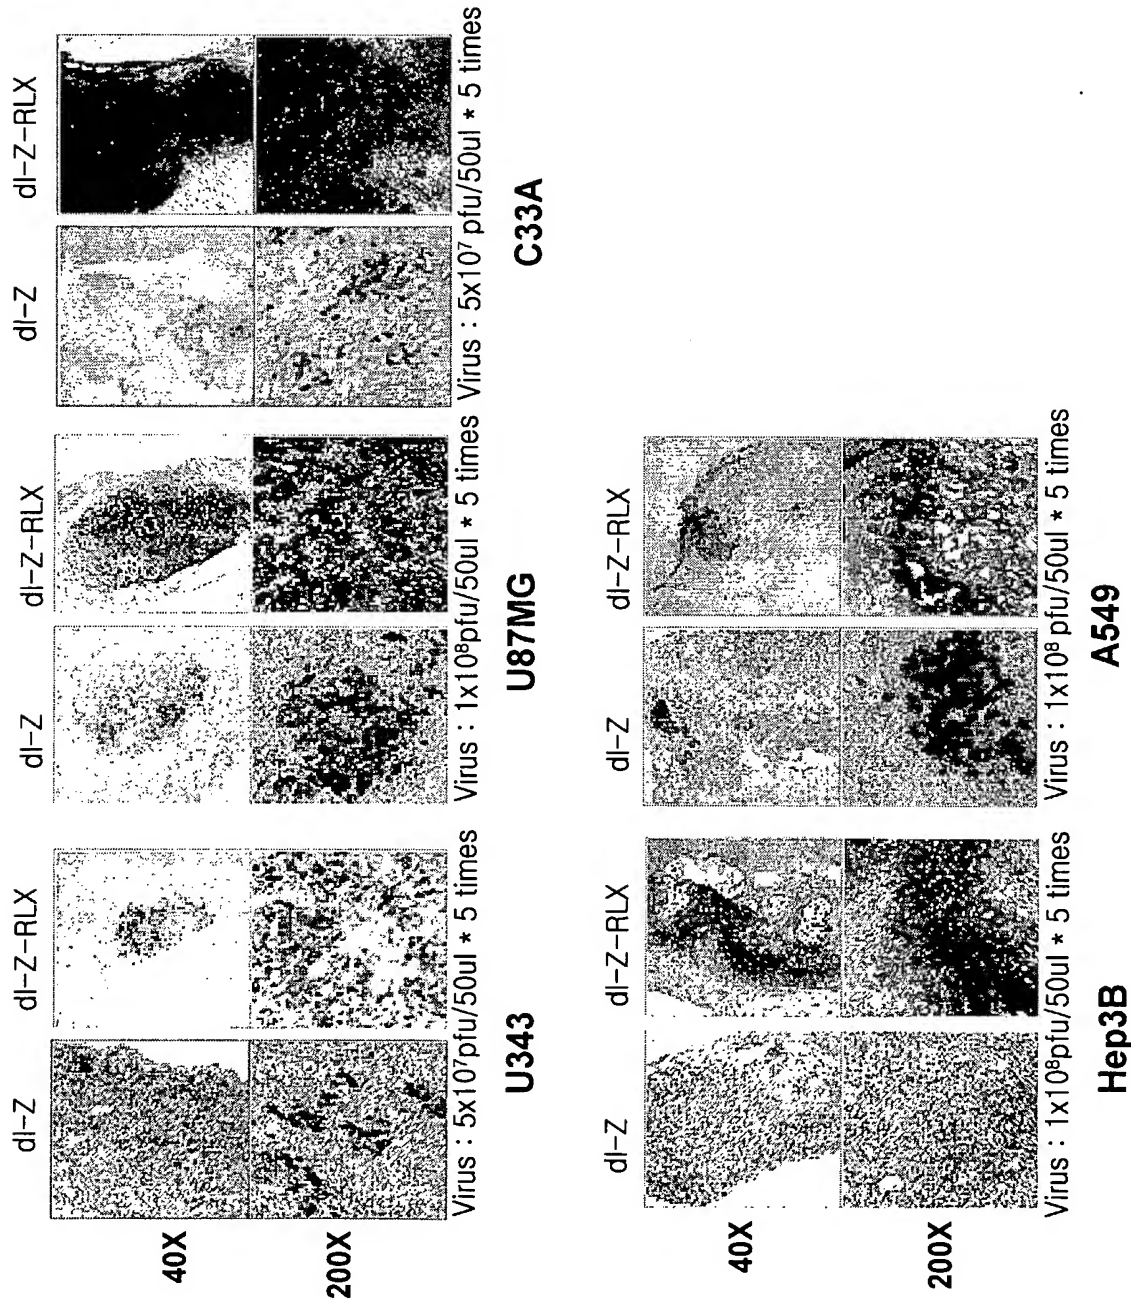 dl-Z dl-Z-RLX dl-Z dl-Z-RLX dl-Z dl-Z-RLX
40X
200X
Virus : 5x10⁷pfu/50ul * 5 times Virus : 1x10⁸pfu/50ul * 5 times Virus : 5x10⁷ pfu/50ul * 5 times
U343 U87MG C33A
dl-Z dl-Z-RLX dl-Z dl-Z-RLX
40X
200X
Virus : 1x10⁸pfu/50ul * 5 times Virus : 1x10⁸ pfu/50ul * 5 times
Hep3B A549